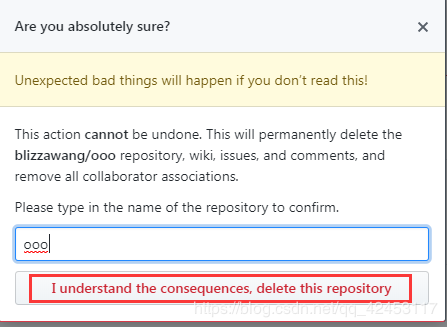 Are you absolutely sure?
Unexpected bad things will happen if you don't read this!
This action cannot be undone. This will permanently delete the
blizzawang/ooo repository, wiki, issues, and comments, and
remove all collaborator associations.
Please type in the name of the repository to confirm.
ooo
I understand the consequences, delete this repository
https://blog.csdn.net/qq_42453117